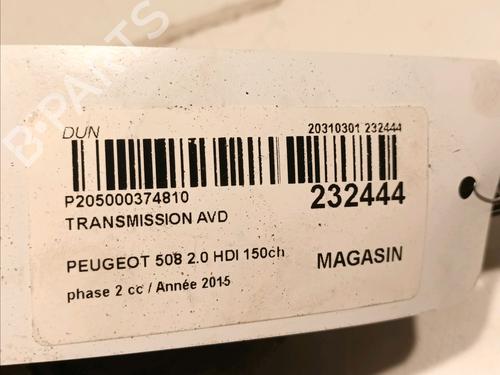 B-PARTS
DUN 20310301 232444
P205000374810 232444
TRANSMISSION AVD
PEUGEOT 508 2.0 HDI 150ch MAGASIN
phase 2 cc / Année 2015